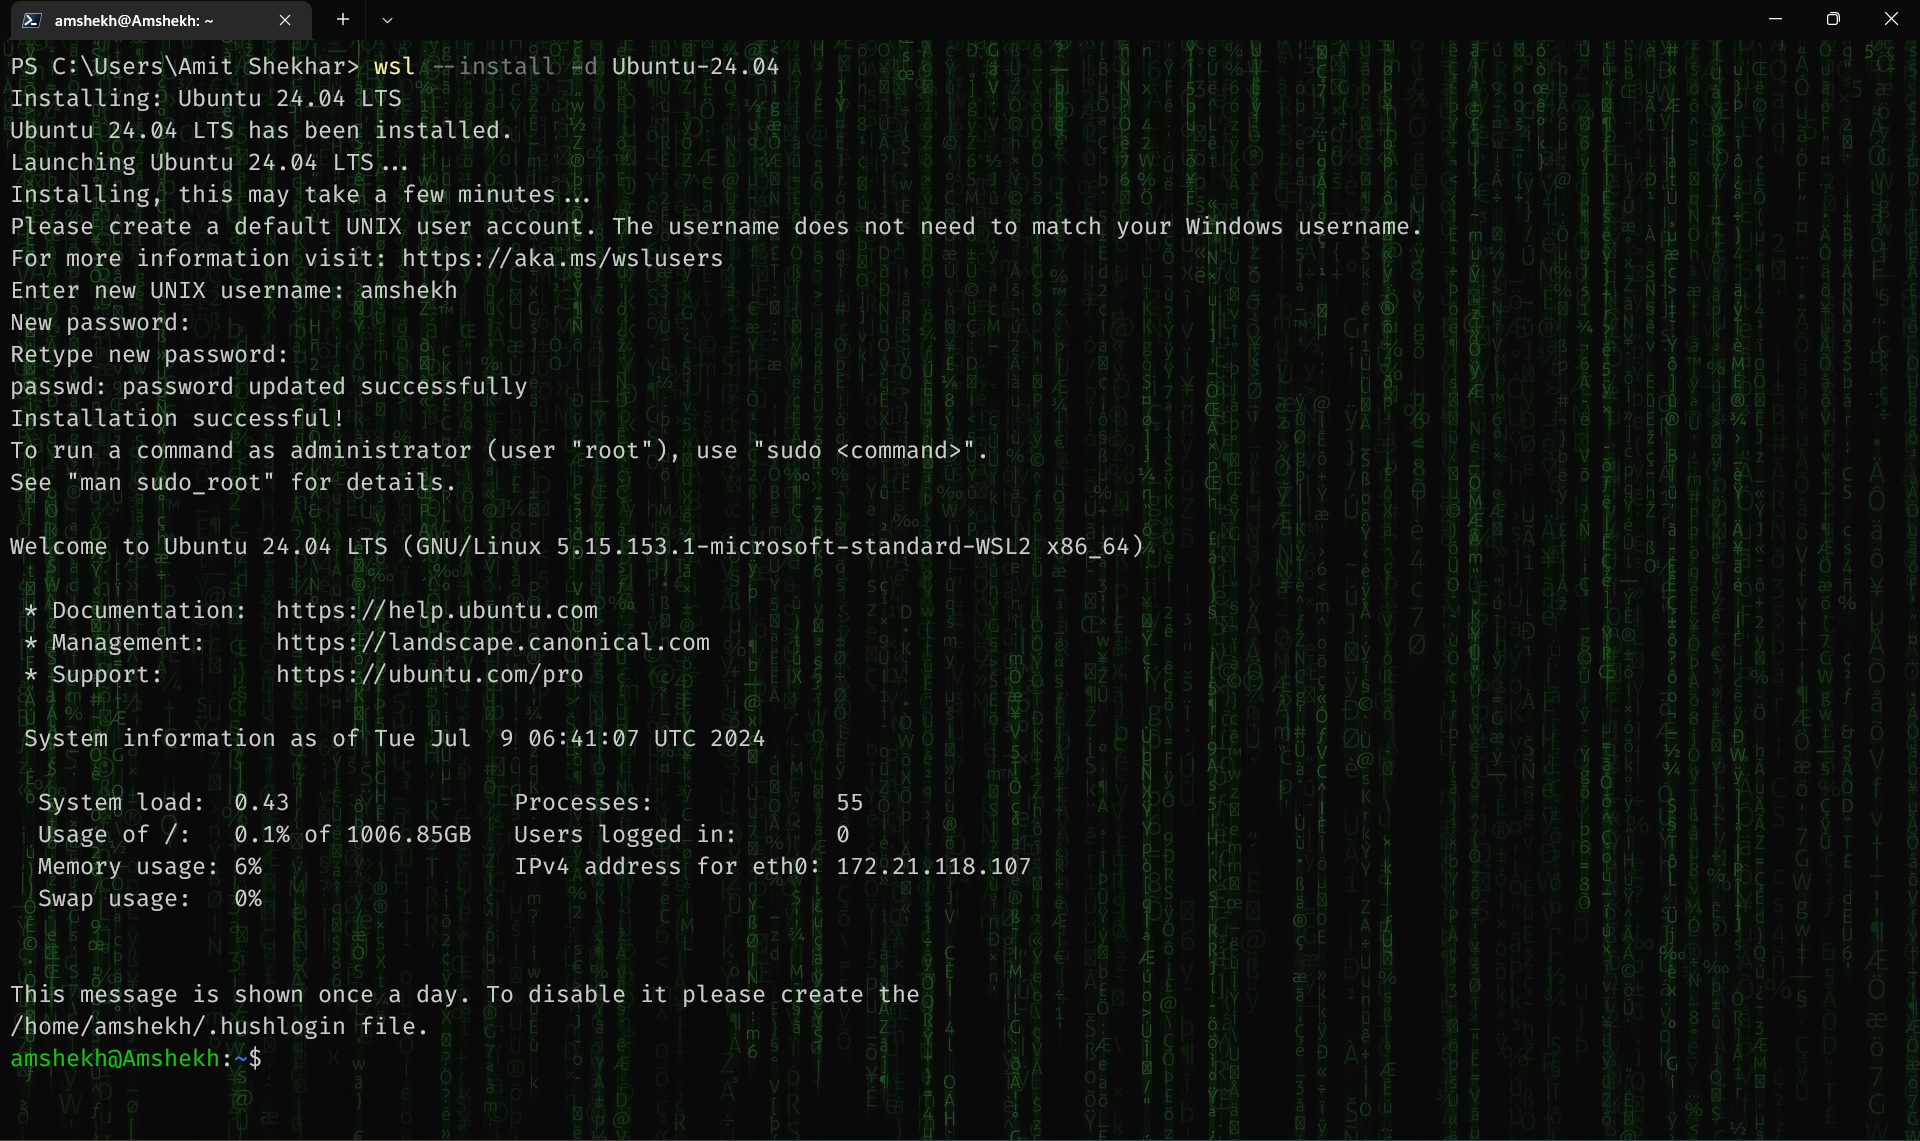 amshekh@Amshekh: ~
PS C:\Users\Amit Shekhar> wsl --install -d Ubuntu-24.04
Installing: Ubuntu 24.04 LTS
Ubuntu 24.04 LTS has been installed.
Launching Ubuntu 24.04 LTS...
Installing, this may take a few minutes...
Please create a default UNIX user account. The username does not need to match your Windows username.
For more information visit: https://aka.ms/wslusers
Enter new UNIX username: amshekh
New password:
Retype new password:
passwd: password updated successfully
Installation successful!
To run a command as administrator (user "root"), use "sudo <command>".
See "man sudo_root" for details.

Welcome to Ubuntu 24.04 LTS (GNU/Linux 5.15.153.1-microsoft-standard-WSL2 x86_64)

 * Documentation:  https://help.ubuntu.com
 * Management:     https://landscape.canonical.com
 * Support:        https://ubuntu.com/pro

 System information as of Tue Jul  9 06:41:07 UTC 2024

  System load:  0.43                Processes:             55
  Usage of /:   0.1% of 1006.85GB   Users logged in:       0
  Memory usage: 6%                  IPv4 address for eth0: 172.21.118.107
  Swap usage:   0%


This message is shown once a day. To disable it please create the
/home/amshekh/.hushlogin file.
amshekh@Amshekh:~$